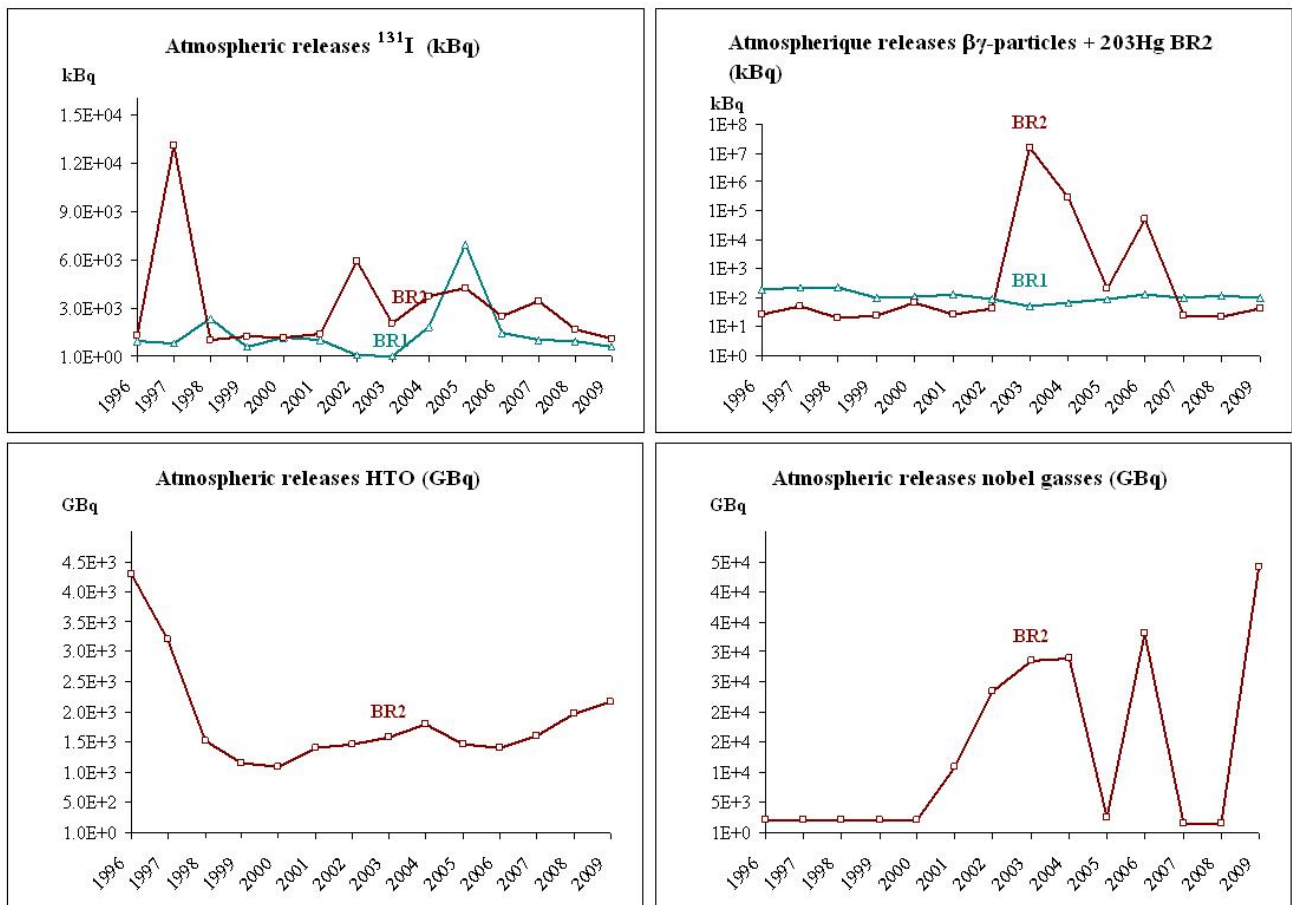 Atmospheric releases ¹³¹I (kBq)
kBq
1.5E+04
1.2E+04
9.0E+03
6.0E+03
3.0E+03
1.0E+00
BR2
BR1
1996
1997
1998
1999
2000
2001
2002
2003
2004
2005
2006
2007
2008
2009
Atmospherique releases βγ-particles + 203Hg BR2
(kBq)
kBq
1E+8
1E+7
1E+6
1E+5
1E+4
1E+3
1E+2
1E+1
1E+0
BR2
BR1
1996
1997
1998
1999
2000
2001
2002
2003
2004
2005
2006
2007
2008
2009
Atmospheric releases HTO (GBq)
GBq
4.5E+3
4.0E+3
3.5E+3
3.0E+3
2.5E+3
2.0E+3
1.5E+3
1.0E+3
5.0E+2
1.0E+0
BR2
1996
1997
1998
1999
2000
2001
2002
2003
2004
2005
2006
2007
2008
2009
Atmospheric releases nobel gasses (GBq)
GBq
5E+4
4E+4
4E+4
3E+4
3E+4
2E+4
2E+4
1E+4
5E+3
1E+0
BR2
1996
1997
1998
1999
2000
2001
2002
2003
2004
2005
2006
2007
2008
2009